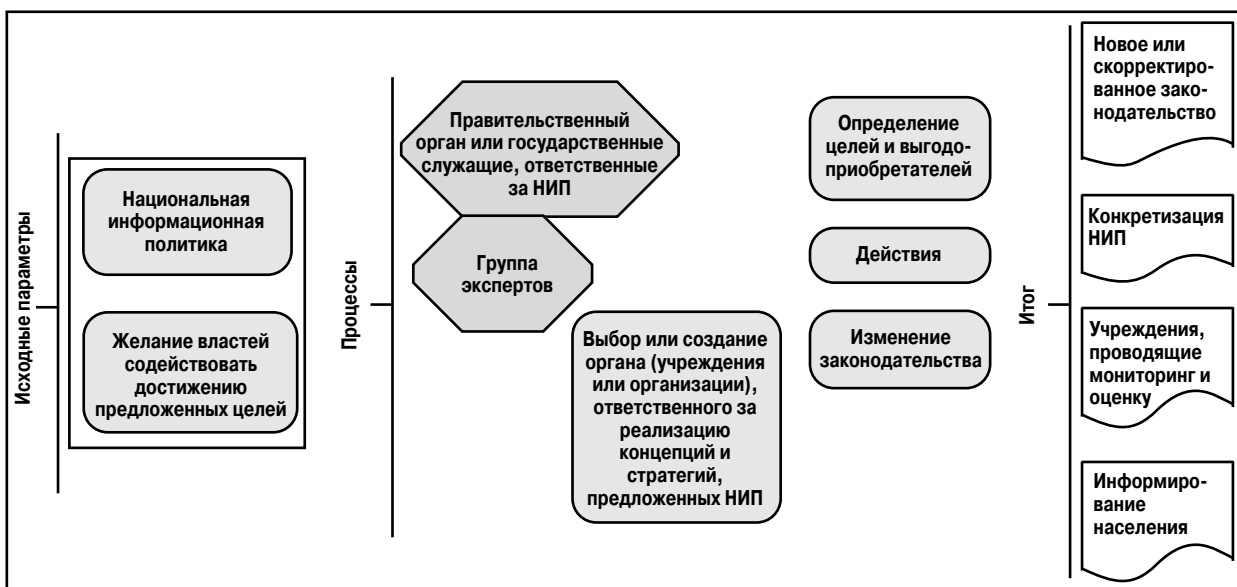 Исходные параметры
Национальная
информационная
политика
Желание властей
содействовать
достижению
предложенных целей
Процессы
Правительственный
орган или государственные
служащие, ответственные
за НИП
Группа
экспертов
Выбор или создание
органа (учреждения
или организации),
ответственного за
реализацию
концепций и
стратегий,
предложенных НИП
Определение
целей и выгодо-
приобретателей
Действия
Изменение
законодательства
Итог
Новое или
скорректиро-
ванное зако-
нодательство
Конкретизация
НИП
Учреждения,
проводящие
мониторинг и
оценку
Информиро-
вание
населения